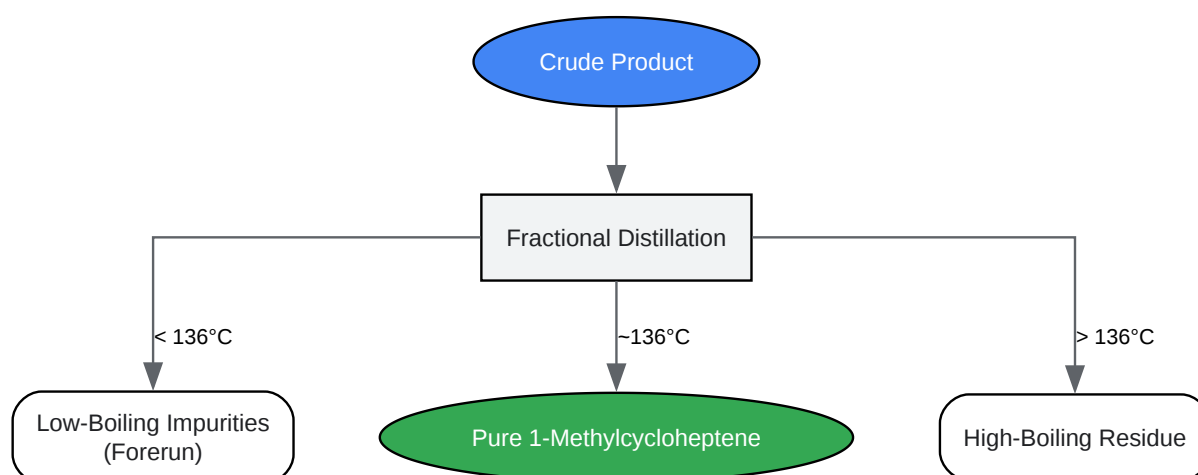 Crude Product
Fractional Distillation
< 136°C
~136°C
> 136°C
Low-Boiling Impurities
(Forerun)
Pure 1-Methylcycloheptene
High-Boiling Residue